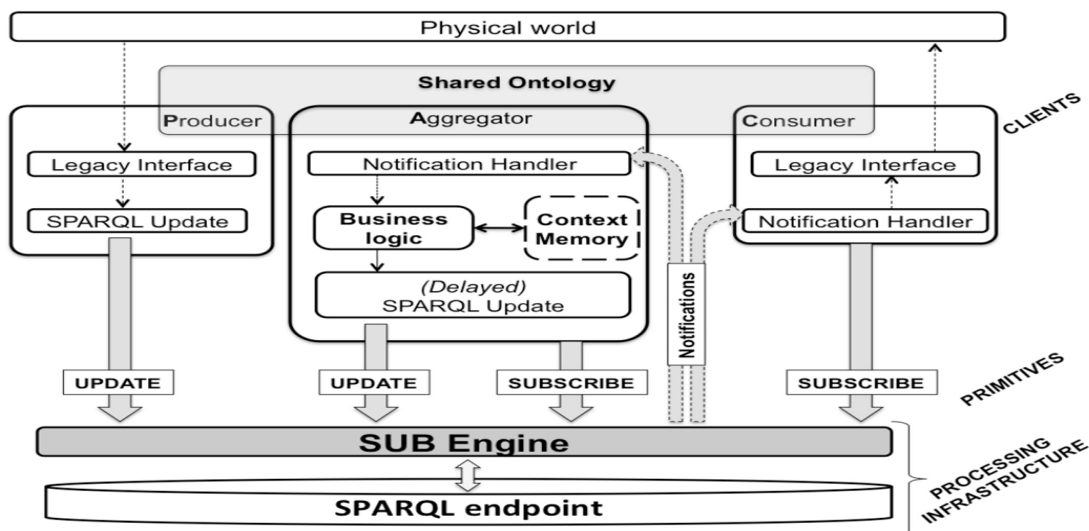 Physical world
Shared Ontology
Producer
Aggregator
Consumer
CLIENTS
Legacy Interface
Notification Handler
Legacy Interface
SPARQL Update
Business
logic
Context
Memory
Notification Handler
(Delayed)
SPARQL Update
Notifications
UPDATE
UPDATE
SUBSCRIBE
SUBSCRIBE
PRIMITIVES
SUB Engine
SPARQL endpoint
PROCESSING
INFRASTRUCTURE